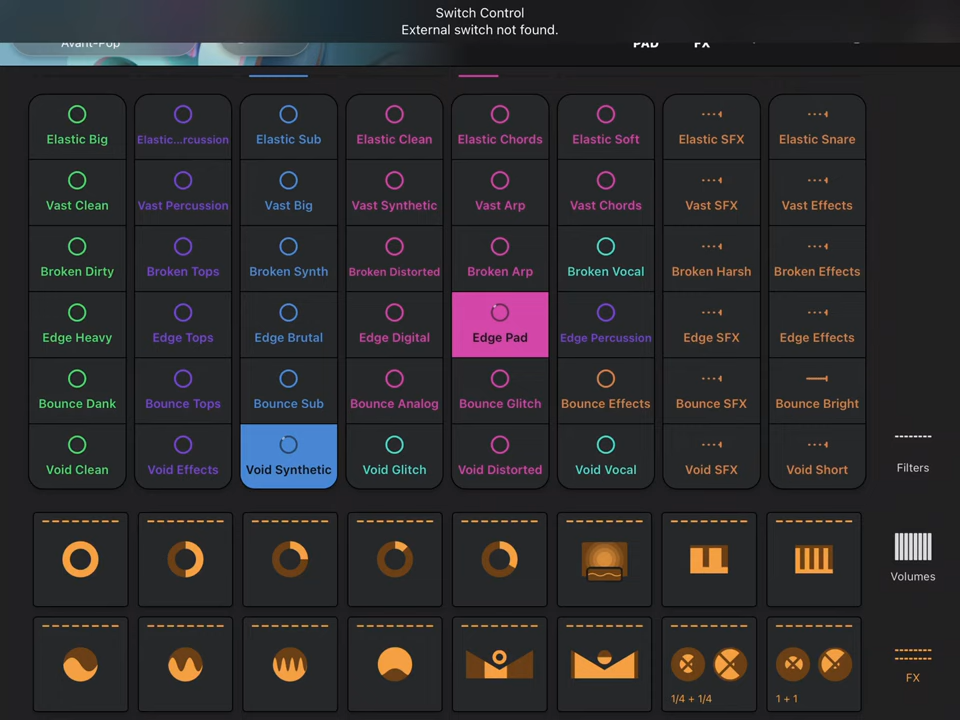 Switch Control
External switch not found.
Avant-Pop
PAD FX
Elastic Big Elastic...rcussion Elastic Sub Elastic Clean Elastic Chords Elastic Soft Elastic SFX Elastic Snare
Vast Clean Vast Percussion Vast Big Vast Synthetic Vast Arp Vast Chords Vast SFX Vast Effects
Broken Dirty Broken Tops Broken Synth Broken Distorted Broken Arp Broken Vocal Broken Harsh Broken Effects
Edge Heavy Edge Tops Edge Brutal Edge Digital Edge Pad Edge Percussion Edge SFX Edge Effects
Bounce Dank Bounce Tops Bounce Sub Bounce Analog Bounce Glitch Bounce Effects Bounce SFX Bounce Bright
Void Clean Void Effects Void Synthetic Void Glitch Void Distorted Void Vocal Void SFX Void Short
Filters
Volumes
FX
1/4 + 1/4 1 + 1